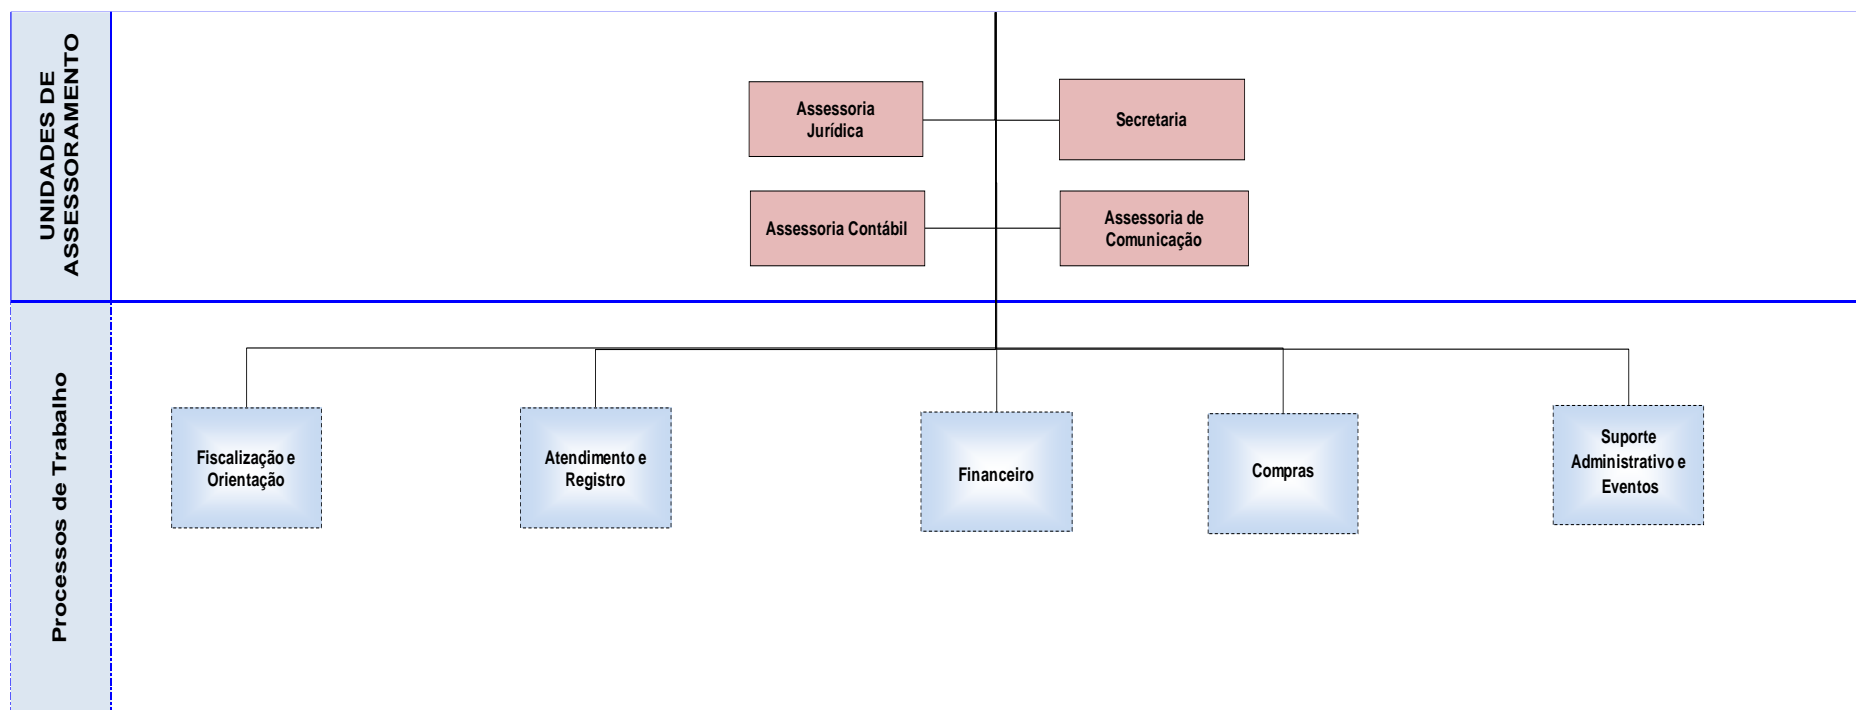 UNIDADES DE
ASSESSORAMENTO
Assessoria
Jurídica
Secretaria
Assessoria Contábil
Assessoria de
Comunicação
Processos de Trabalho
Fiscalização e
Orientação
Atendimento e
Registro
Financeiro
Compras
Suporte
Administrativo e
Eventos